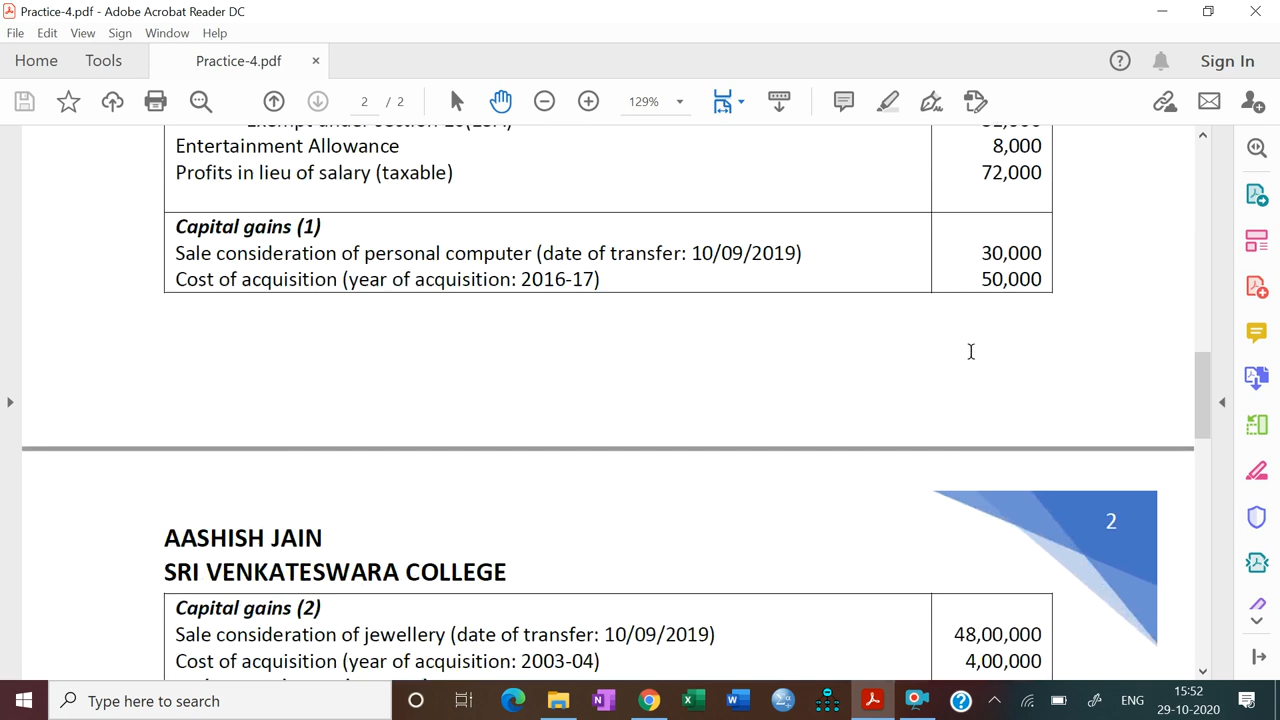 Practice-4.pdf - Adobe Acrobat Reader DC
File Edit View Sign Window Help
Home Tools Practice-4.pdf × Sign In
2 / 2 129%
Entertainment Allowance 8,000
Profits in lieu of salary (taxable) 72,000
Capital gains (1)
Sale consideration of personal computer (date of transfer: 10/09/2019) 30,000
Cost of acquisition (year of acquisition: 2016-17) 50,000
2
AASHISH JAIN
SRI VENKATESWARA COLLEGE
Capital gains (2)
Sale consideration of jewellery (date of transfer: 10/09/2019) 48,00,000
Cost of acquisition (year of acquisition: 2003-04) 4,00,000
Type here to search
ENG
15:52
29-10-2020